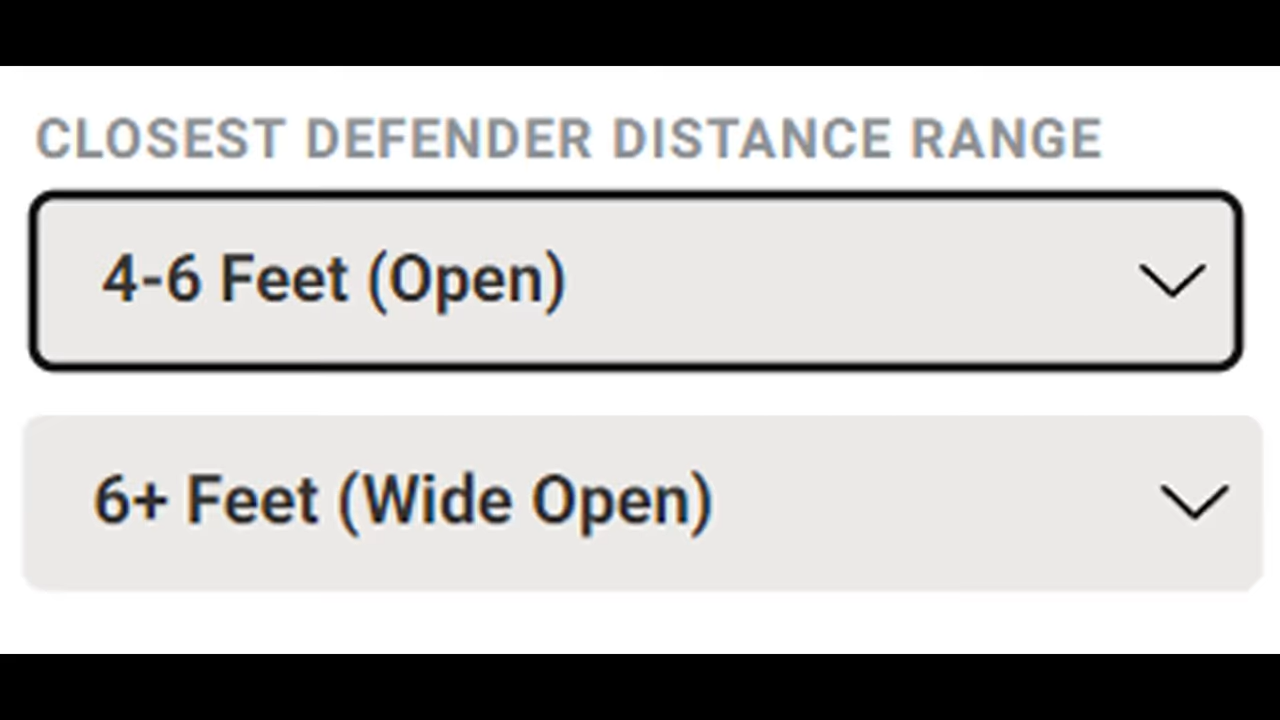 CLOSEST DEFENDER DISTANCE RANGE
4-6 Feet (Open)
6+ Feet (Wide Open)